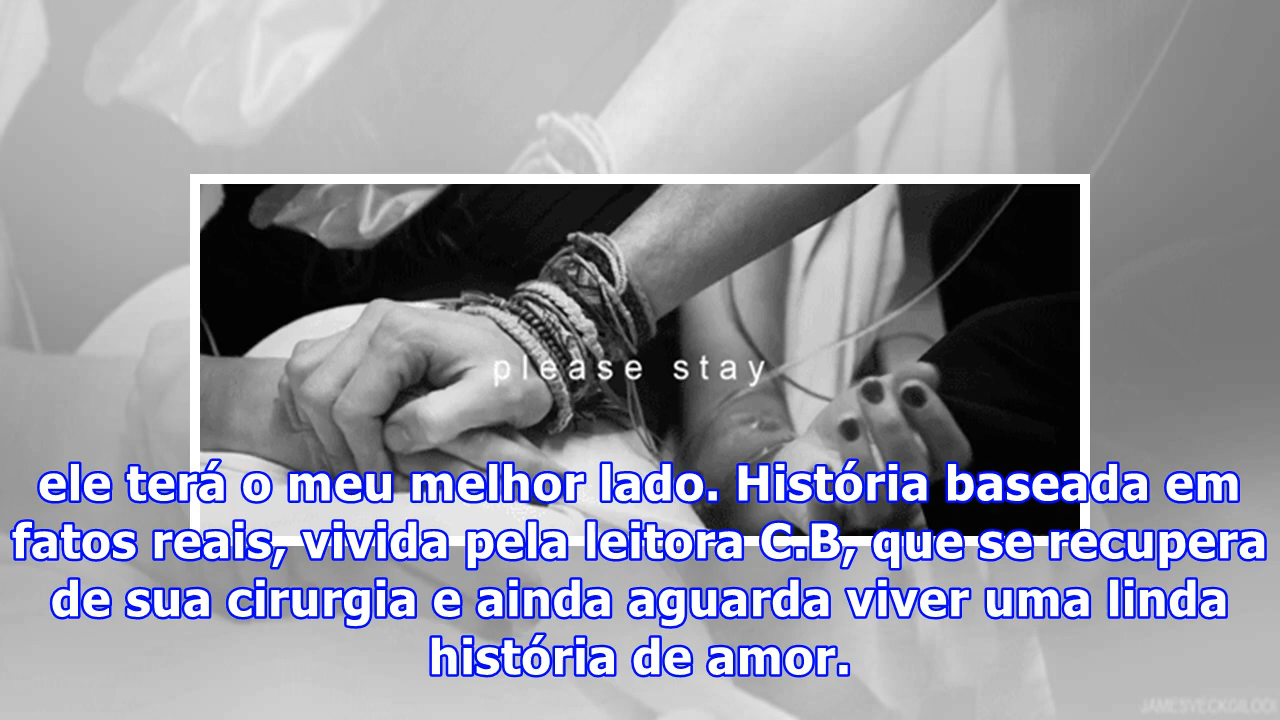 please stay
ele terá o meu melhor lado. História baseada em
fatos reais, vivida pela leitora C.B, que se recupera
de sua cirurgia e ainda aguarda viver uma linda
história de amor.